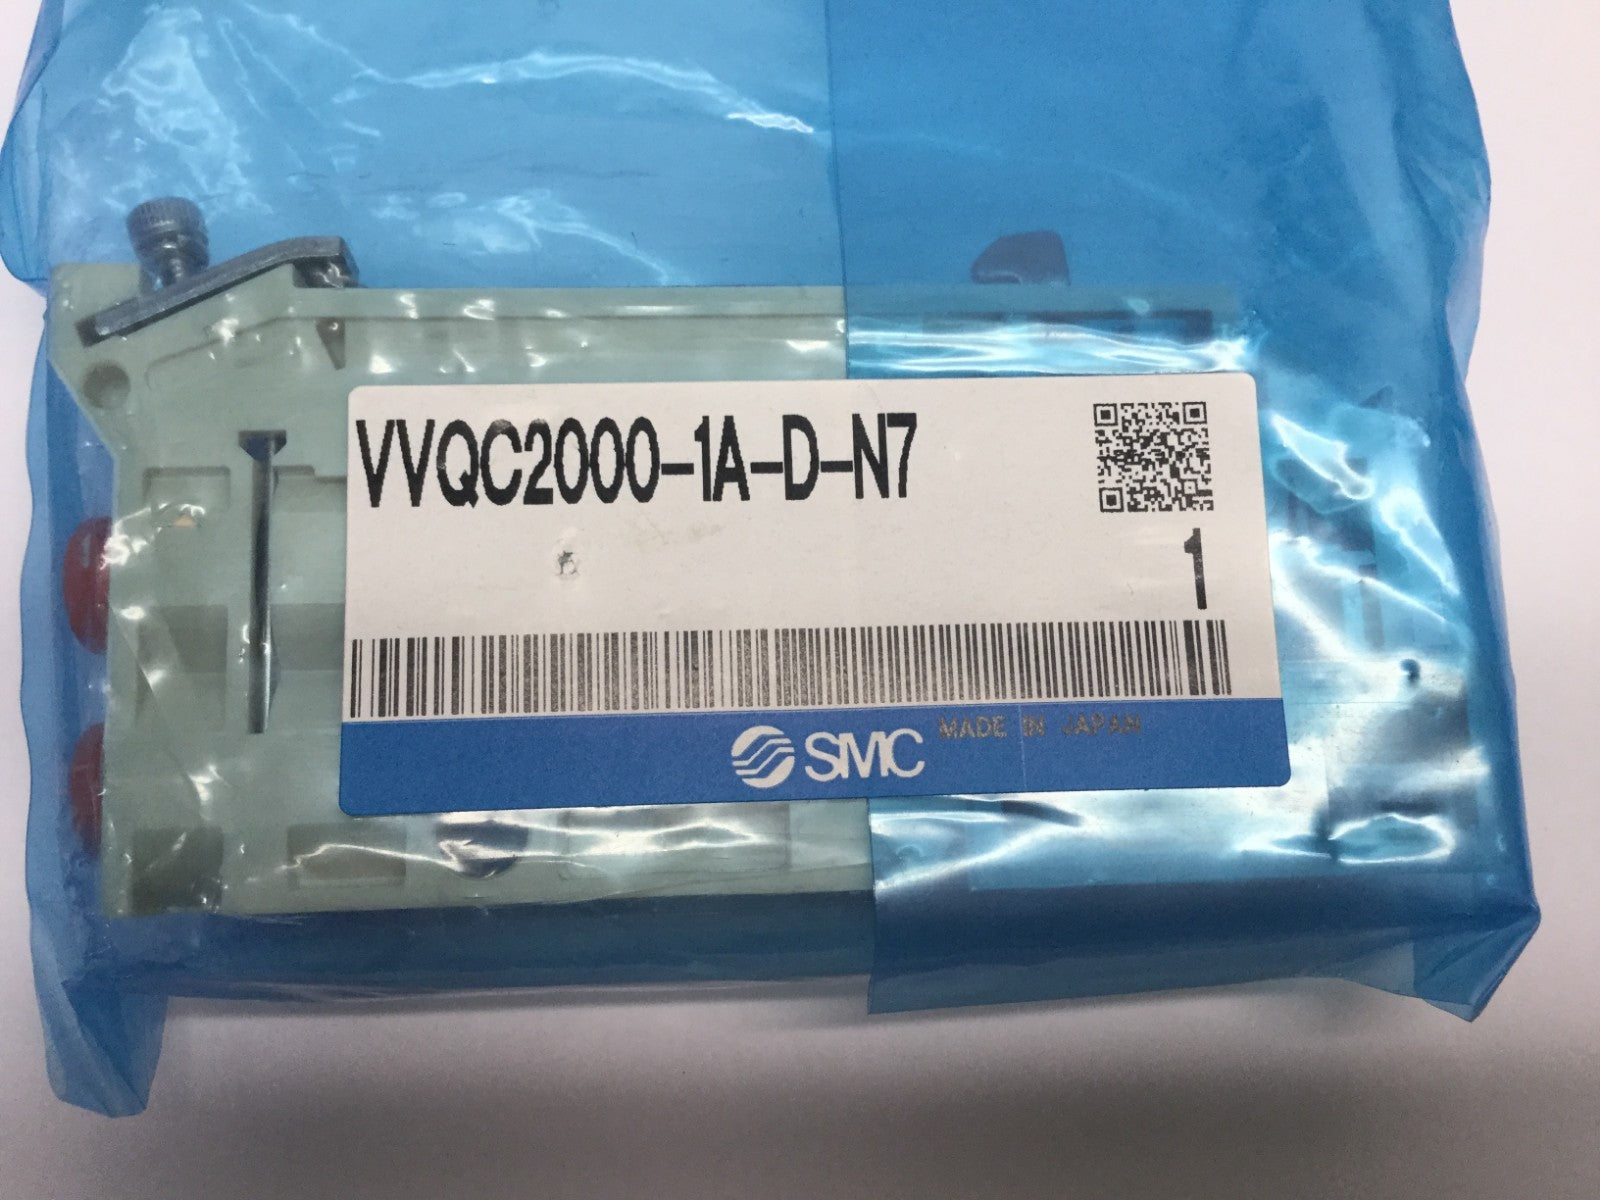 VVQC2000-1A-D-N7
1
SMC MADE IN JAPAN